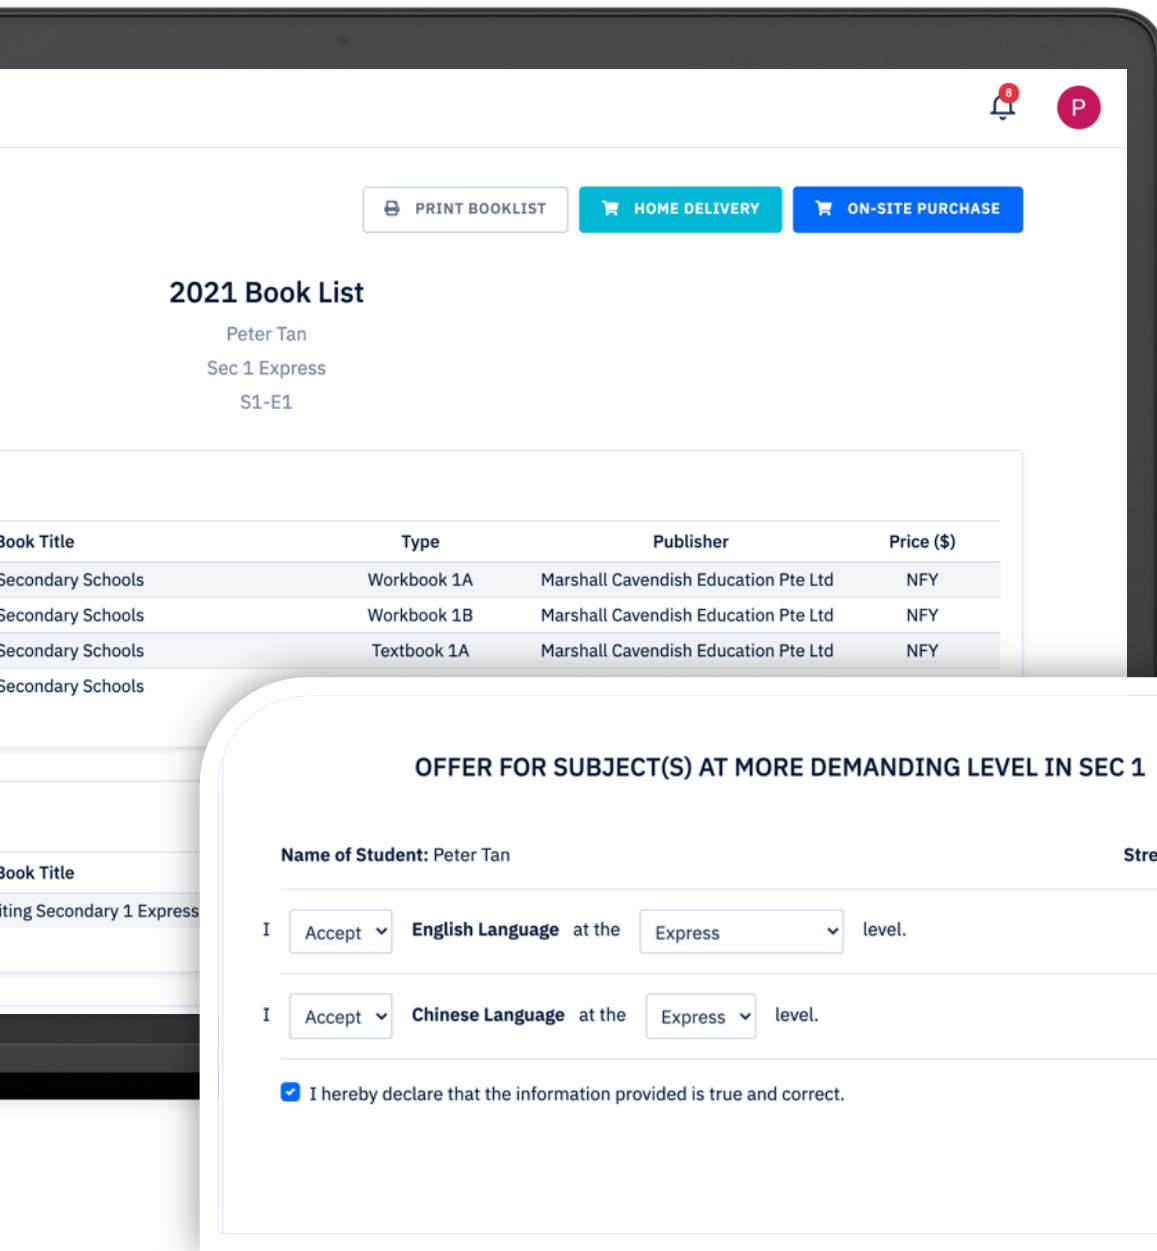 8
P
PRINT BOOKLIST HOME DELIVERY ON-SITE PURCHASE
2021 Book List
Peter Tan
Sec 1 Express
S1-E1
Book Title Type Publisher Price ($)
Secondary Schools Workbook 1A Marshall Cavendish Education Pte Ltd NFY
Secondary Schools Workbook 1B Marshall Cavendish Education Pte Ltd NFY
Secondary Schools Textbook 1A Marshall Cavendish Education Pte Ltd NFY
Secondary Schools
Book Title
iting Secondary 1 Express
OFFER FOR SUBJECT(S) AT MORE DEMANDING LEVEL IN SEC 1
Name of Student: Peter Tan Stre
I Accept English Language at the Express level.
I Accept Chinese Language at the Express level.
I hereby declare that the information provided is true and correct.